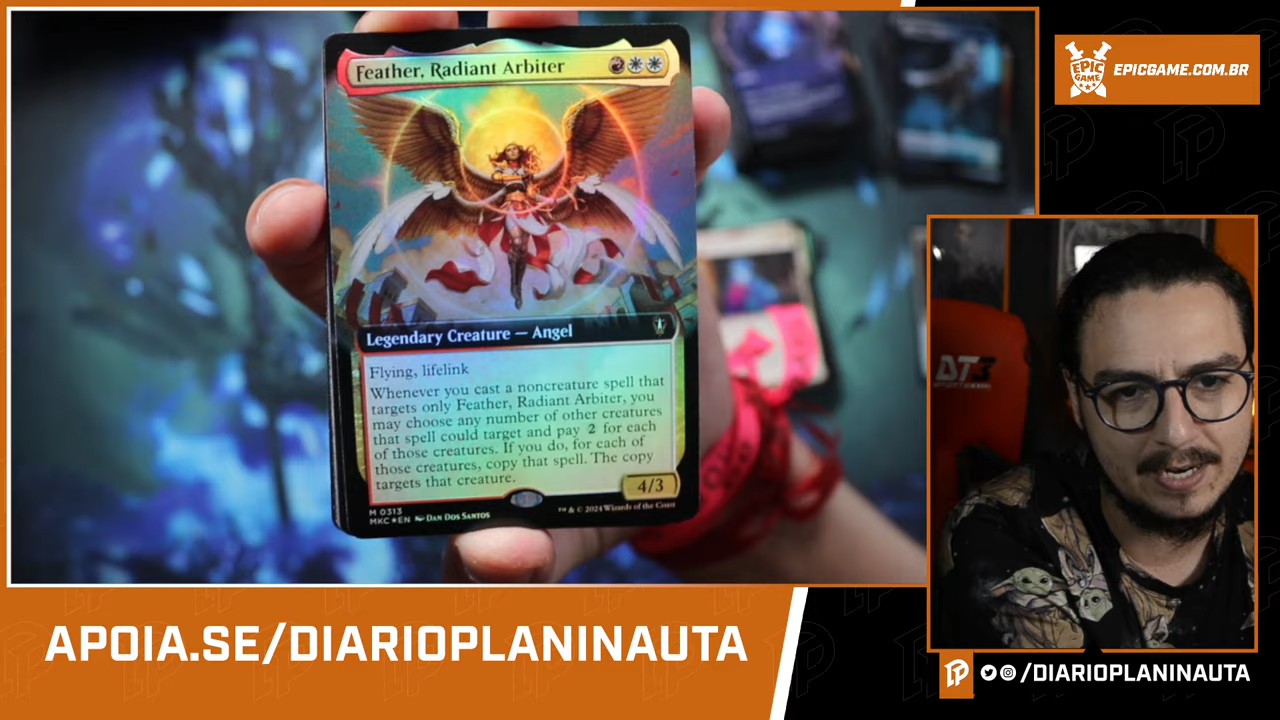 Feather, Radiant Arbiter
Legendary Creature — Angel
Flying, lifelink
Whenever you cast a noncreature spell that
targets only Feather, Radiant Arbiter, you
may choose any number of other creatures
that spell could target and pay 2 for each
of those creatures. If you do, for each of
those creatures, copy that spell. The copy
targets that creature.
4/3
M 0313
MKC★EN DAN DOS SANTOS
™ & © 2024 Wizards of the Coast
EPIC
GAME
EPICGAME.COM.BR
DT3
APOIA.SE/DIARIOPLANINAUTA
/DIARIOPLANINAUTA